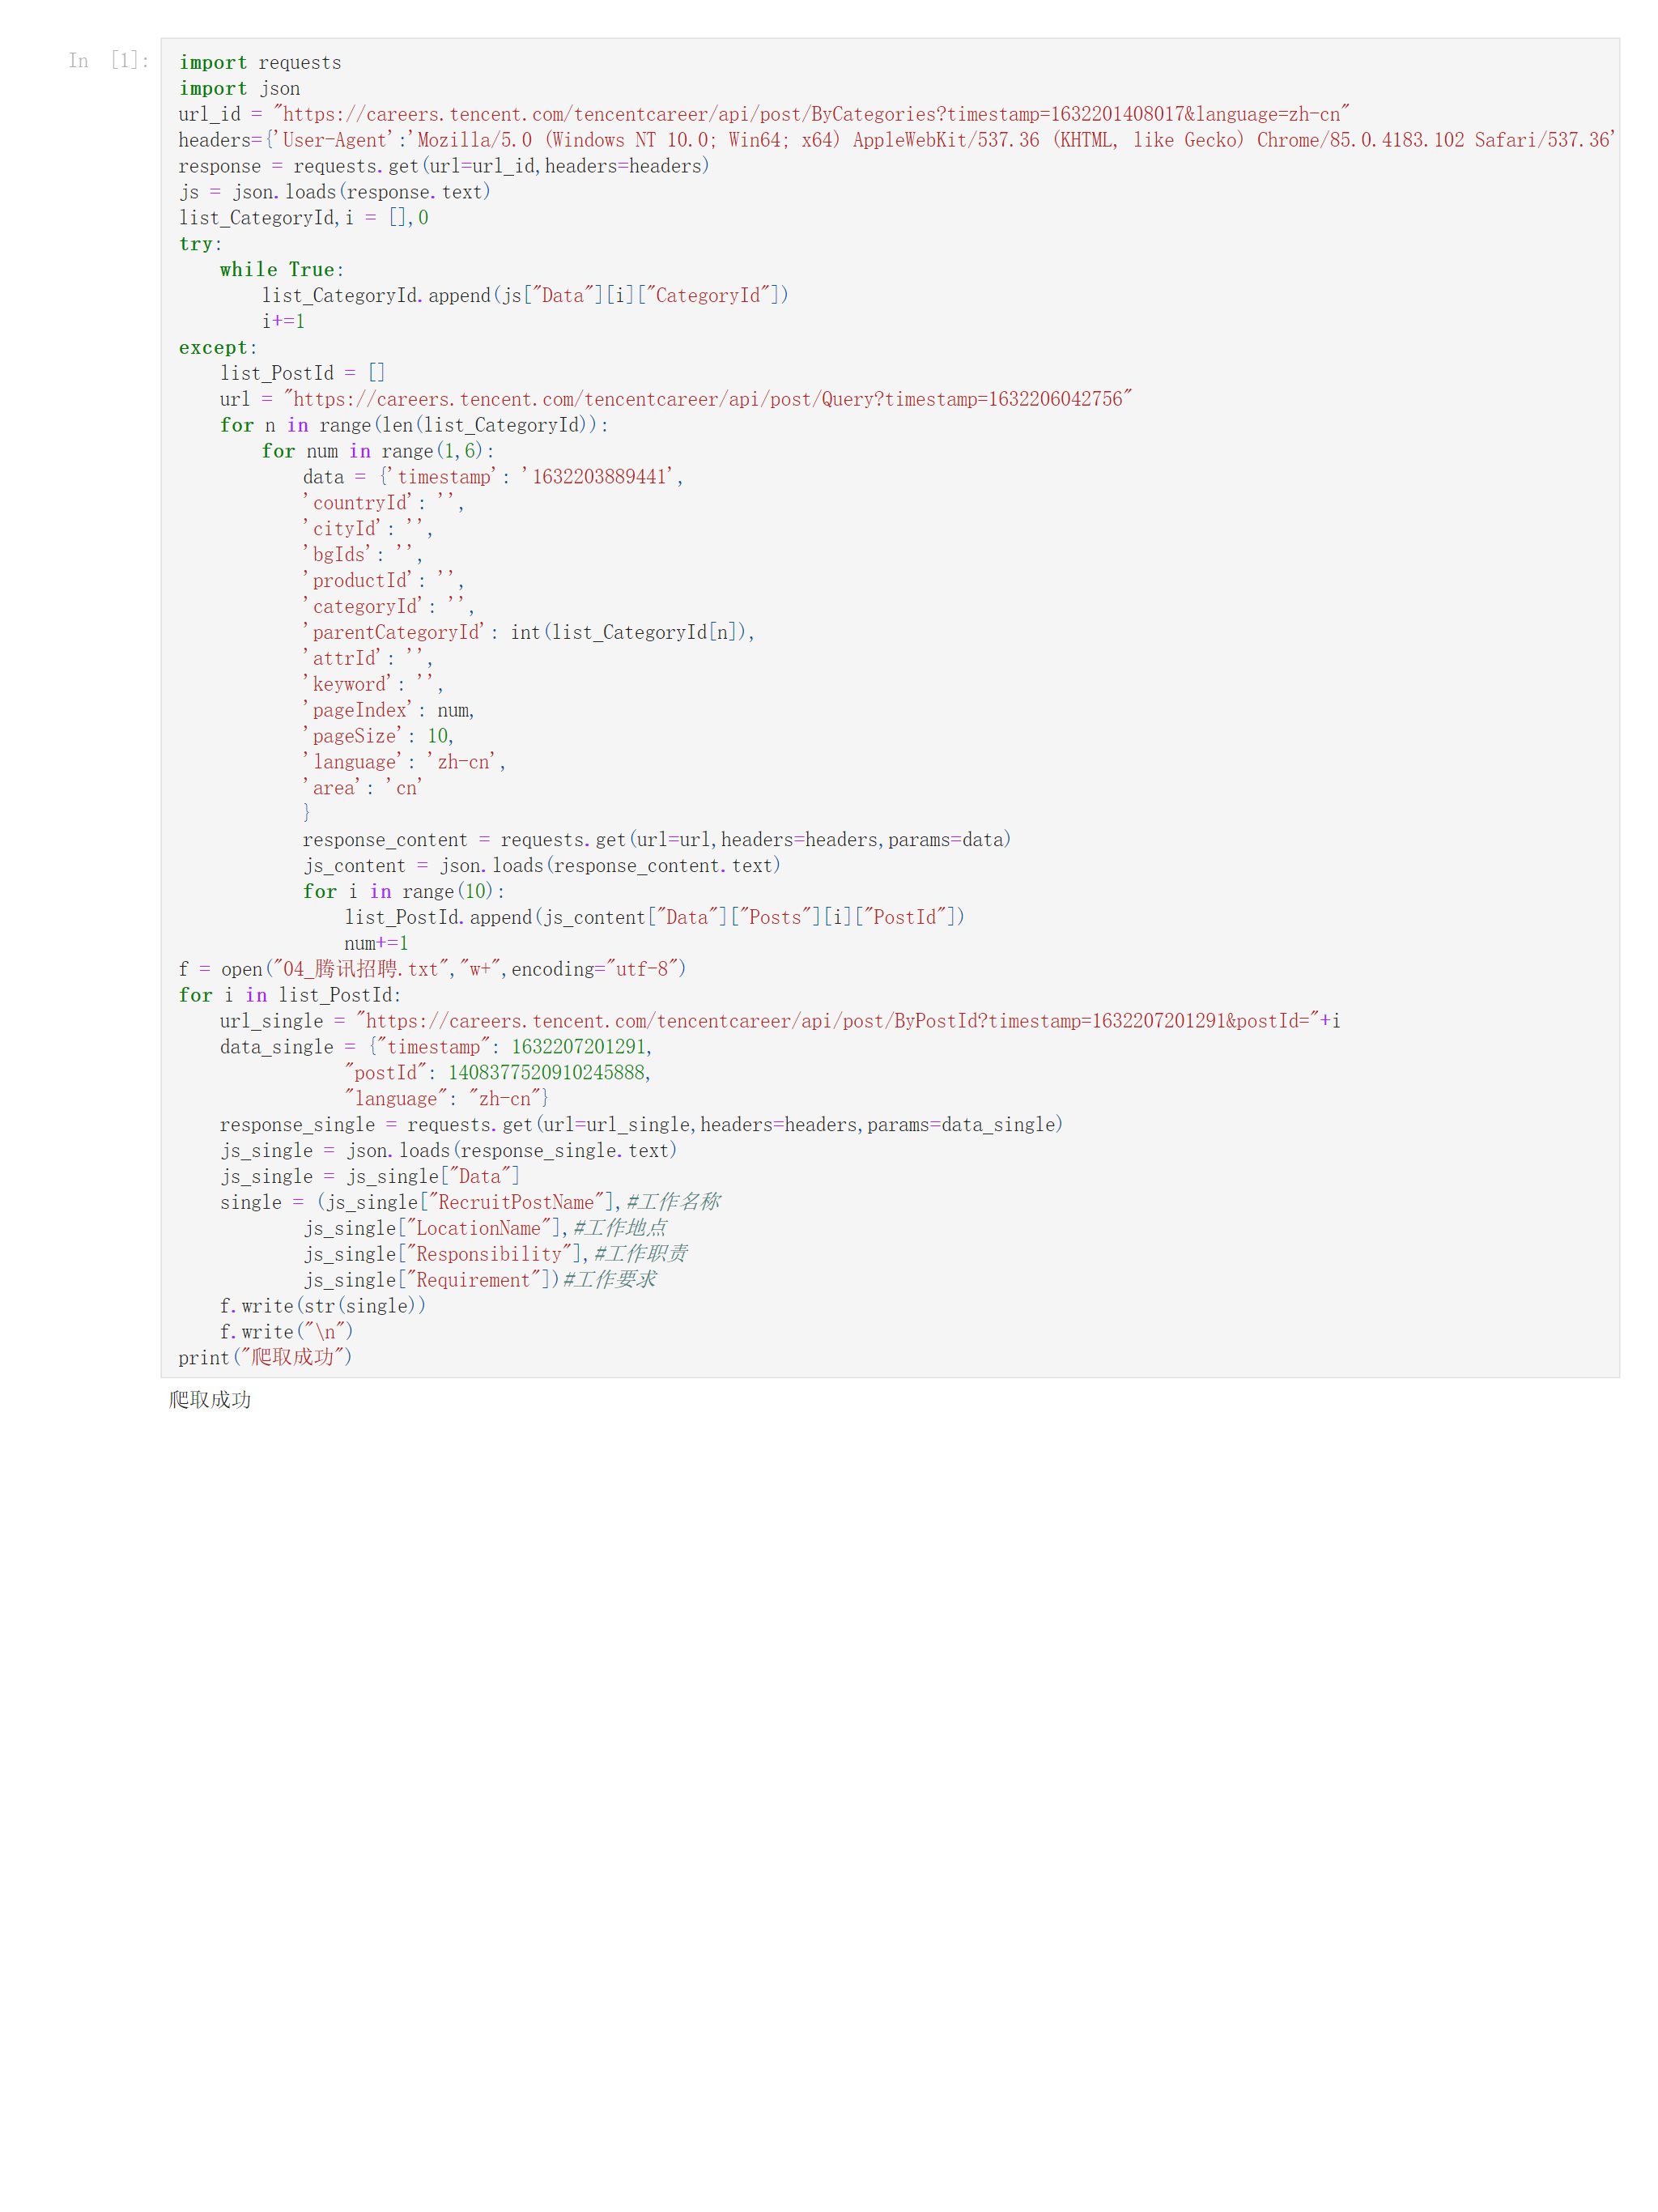 In [1]:
import requests
import json
url_id = "https://careers.tencent.com/tencentcareer/api/post/ByCategories?timestamp=1632201408017&language=zh-cn"
headers={'User-Agent':'Mozilla/5.0 (Windows NT 10.0; Win64; x64) AppleWebKit/537.36 (KHTML, like Gecko) Chrome/85.0.4183.102 Safari/537.36'
response = requests.get(url=url_id,headers=headers)
js = json.loads(response.text)
list_CategoryId,i = [],0
try:
    while True:
        list_CategoryId.append(js["Data"][i]["CategoryId"])
        i+=1
except:
    list_PostId = []
    url = "https://careers.tencent.com/tencentcareer/api/post/Query?timestamp=1632206042756"
    for n in range(len(list_CategoryId)):
        for num in range(1,6):
            data = {'timestamp': '1632203889441',
            'countryId': '',
            'cityId': '',
            'bgIds': '',
            'productId': '',
            'categoryId': '',
            'parentCategoryId': int(list_CategoryId[n]),
            'attrId': '',
            'keyword': '',
            'pageIndex': num,
            'pageSize': 10,
            'language': 'zh-cn',
            'area': 'cn'
            }
            response_content = requests.get(url=url,headers=headers,params=data)
            js_content = json.loads(response_content.text)
            for i in range(10):
                list_PostId.append(js_content["Data"]["Posts"][i]["PostId"])
                num+=1
f = open("04_腾讯招聘.txt","w+",encoding="utf-8")
for i in list_PostId:
    url_single = "https://careers.tencent.com/tencentcareer/api/post/ByPostId?timestamp=1632207201291&postId="+i
    data_single = {"timestamp": 1632207201291,
                "postId": 1408377520910245888,
                "language": "zh-cn"}
    response_single = requests.get(url=url_single,headers=headers,params=data_single)
    js_single = json.loads(response_single.text)
    js_single = js_single["Data"]
    single = (js_single["RecruitPostName"],#工作名称
            js_single["LocationName"],#工作地点
            js_single["Responsibility"],#工作职责
            js_single["Requirement"])#工作要求
    f.write(str(single))
    f.write("\n")
print("爬取成功")
爬取成功